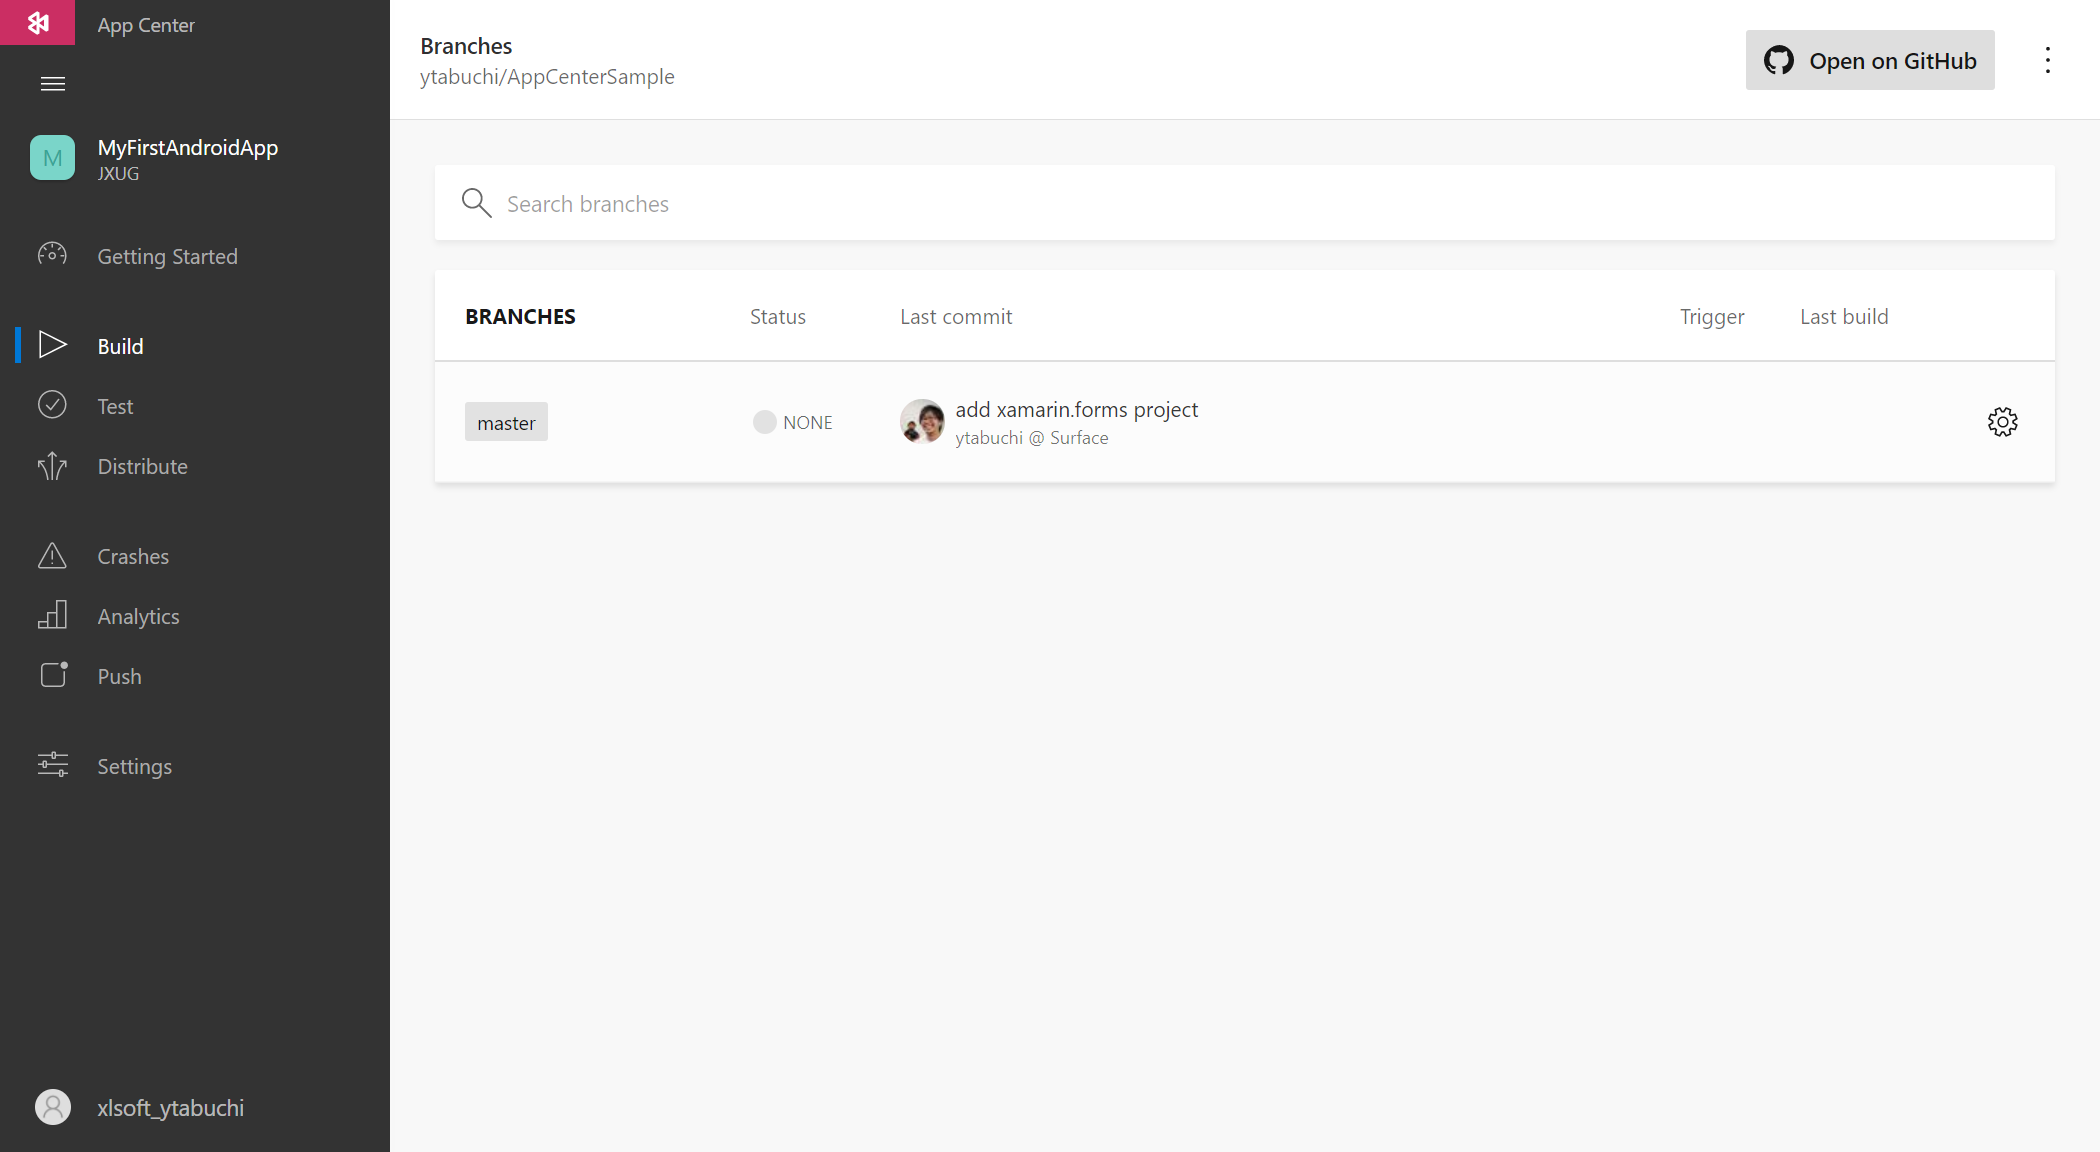 App Center
MyFirstAndroidApp
JXUG
M
Getting Started
Build
Test
Distribute
Crashes
Analytics
Push
Settings
xlsoft_ytabuchi
Branches
ytabuchi/AppCenterSample
Open on GitHub
Search branches
BRANCHES Status Last commit Trigger Last build
master NONE add xamarin.forms project
ytabuchi @ Surface